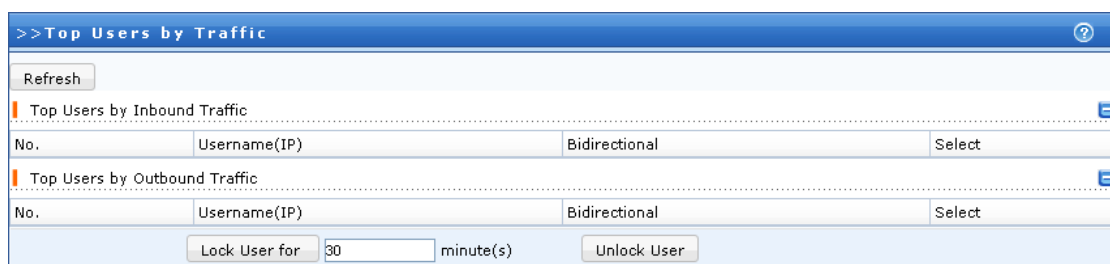 >>Top Users by Traffic ?
Refresh
Top Users by Inbound Traffic
No. Username(IP) Bidirectional Select
Top Users by Outbound Traffic
No. Username(IP) Bidirectional Select
Lock User for 30 minute(s) Unlock User